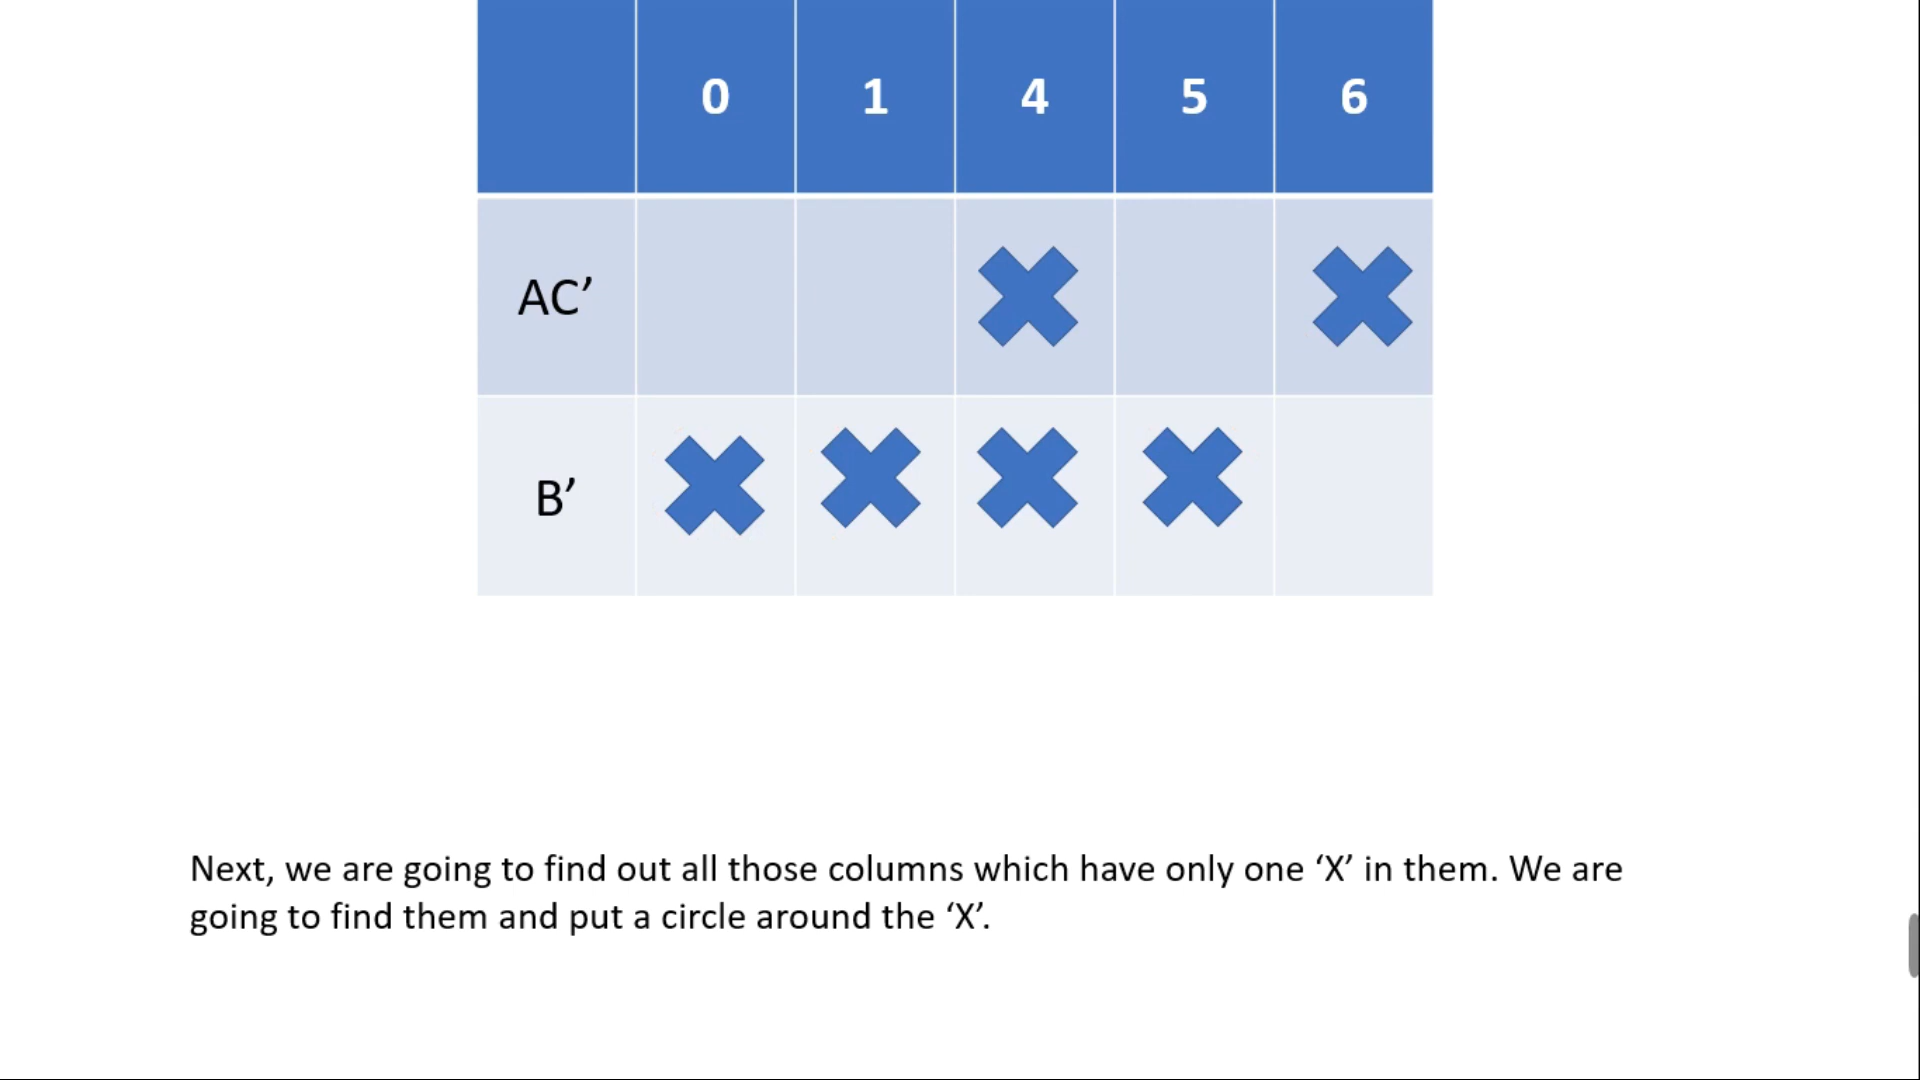 0 1 4 5 6
AC’
B’
Next, we are going to find out all those columns which have only one ‘X’ in them. We are
going to find them and put a circle around the ‘X’.